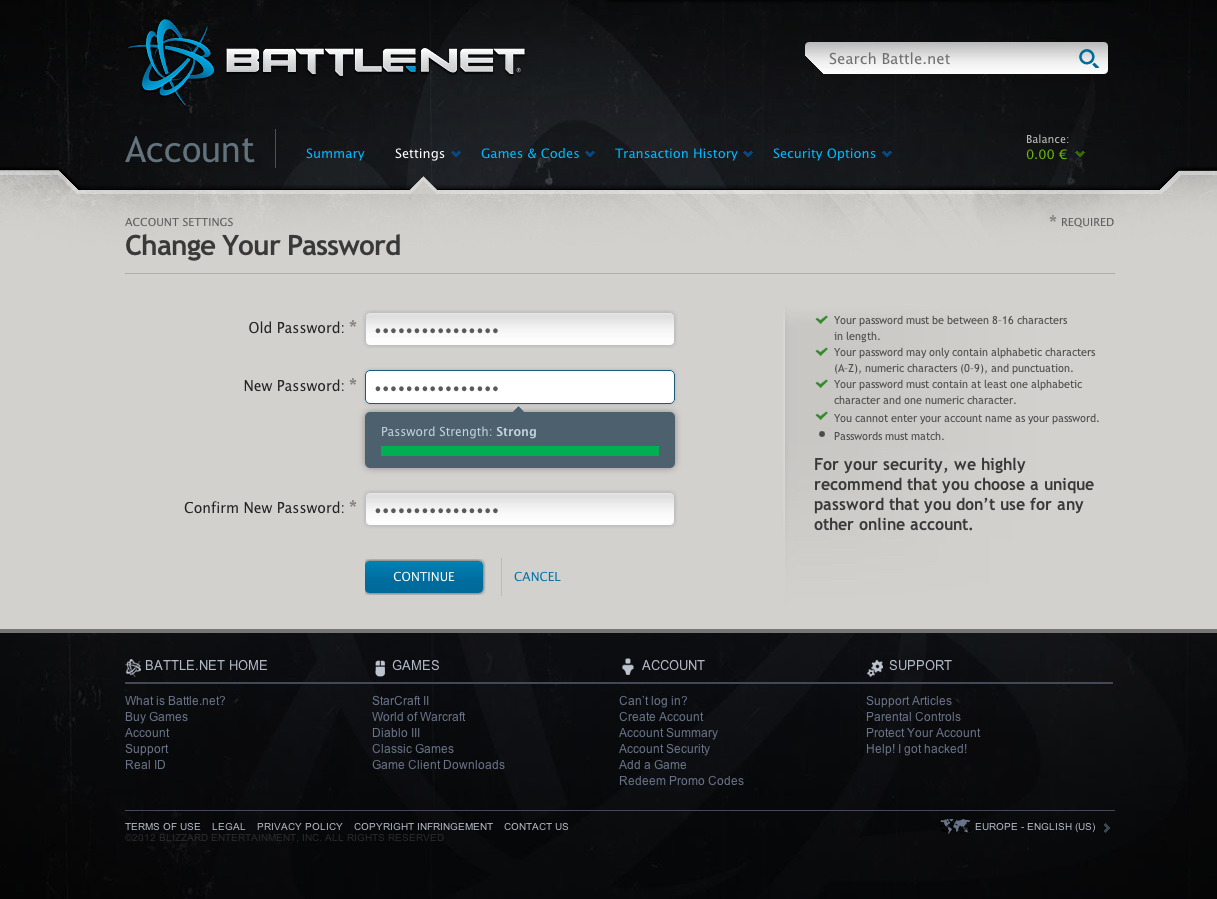 BATTLE.NET®
Search Battle.net
Account
Summary Settings Games & Codes Transaction History Security Options
Balance:
0.00 €
ACCOUNT SETTINGS
* REQUIRED
Change Your Password
Old Password: * ••••••••••••••••
New Password: * ••••••••••••••••
Password Strength: Strong
Confirm New Password: * ••••••••••••••••
CONTINUE CANCEL
Your password must be between 8–16 characters
in length.
Your password may only contain alphabetic characters
(A–Z), numeric characters (0–9), and punctuation.
Your password must contain at least one alphabetic
character and one numeric character.
You cannot enter your account name as your password.
• Passwords must match.
For your security, we highly
recommend that you choose a unique
password that you don’t use for any
other online account.
BATTLE.NET HOME
What is Battle.net?
Buy Games
Account
Support
Real ID
GAMES
StarCraft II
World of Warcraft
Diablo III
Classic Games
Game Client Downloads
ACCOUNT
Can’t log in?
Create Account
Account Summary
Account Security
Add a Game
Redeem Promo Codes
SUPPORT
Support Articles
Parental Controls
Protect Your Account
Help! I got hacked!
TERMS OF USE LEGAL PRIVACY POLICY COPYRIGHT INFRINGEMENT CONTACT US
EUROPE - ENGLISH (US)
©2012 BLIZZARD ENTERTAINMENT, INC. ALL RIGHTS RESERVED